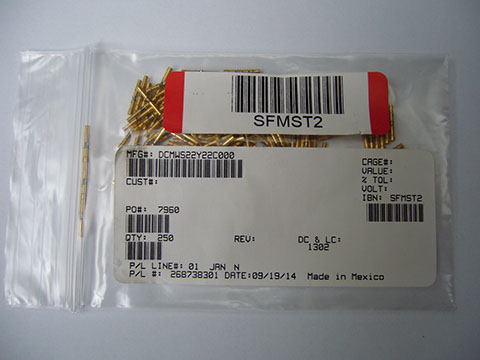 SFMST2
MFG#: DCMWS22Y22C000
CAGE#:
VALUE:
CUST#:
% TOL:
VOLT:
IBN: SFMST2
PO#: 7960
QTY: 250 REV: DC & LC:
1302
P/L LINE#: 01 JAN N
P/L #: 268738301 DATE:09/19/14 Made in Mexico